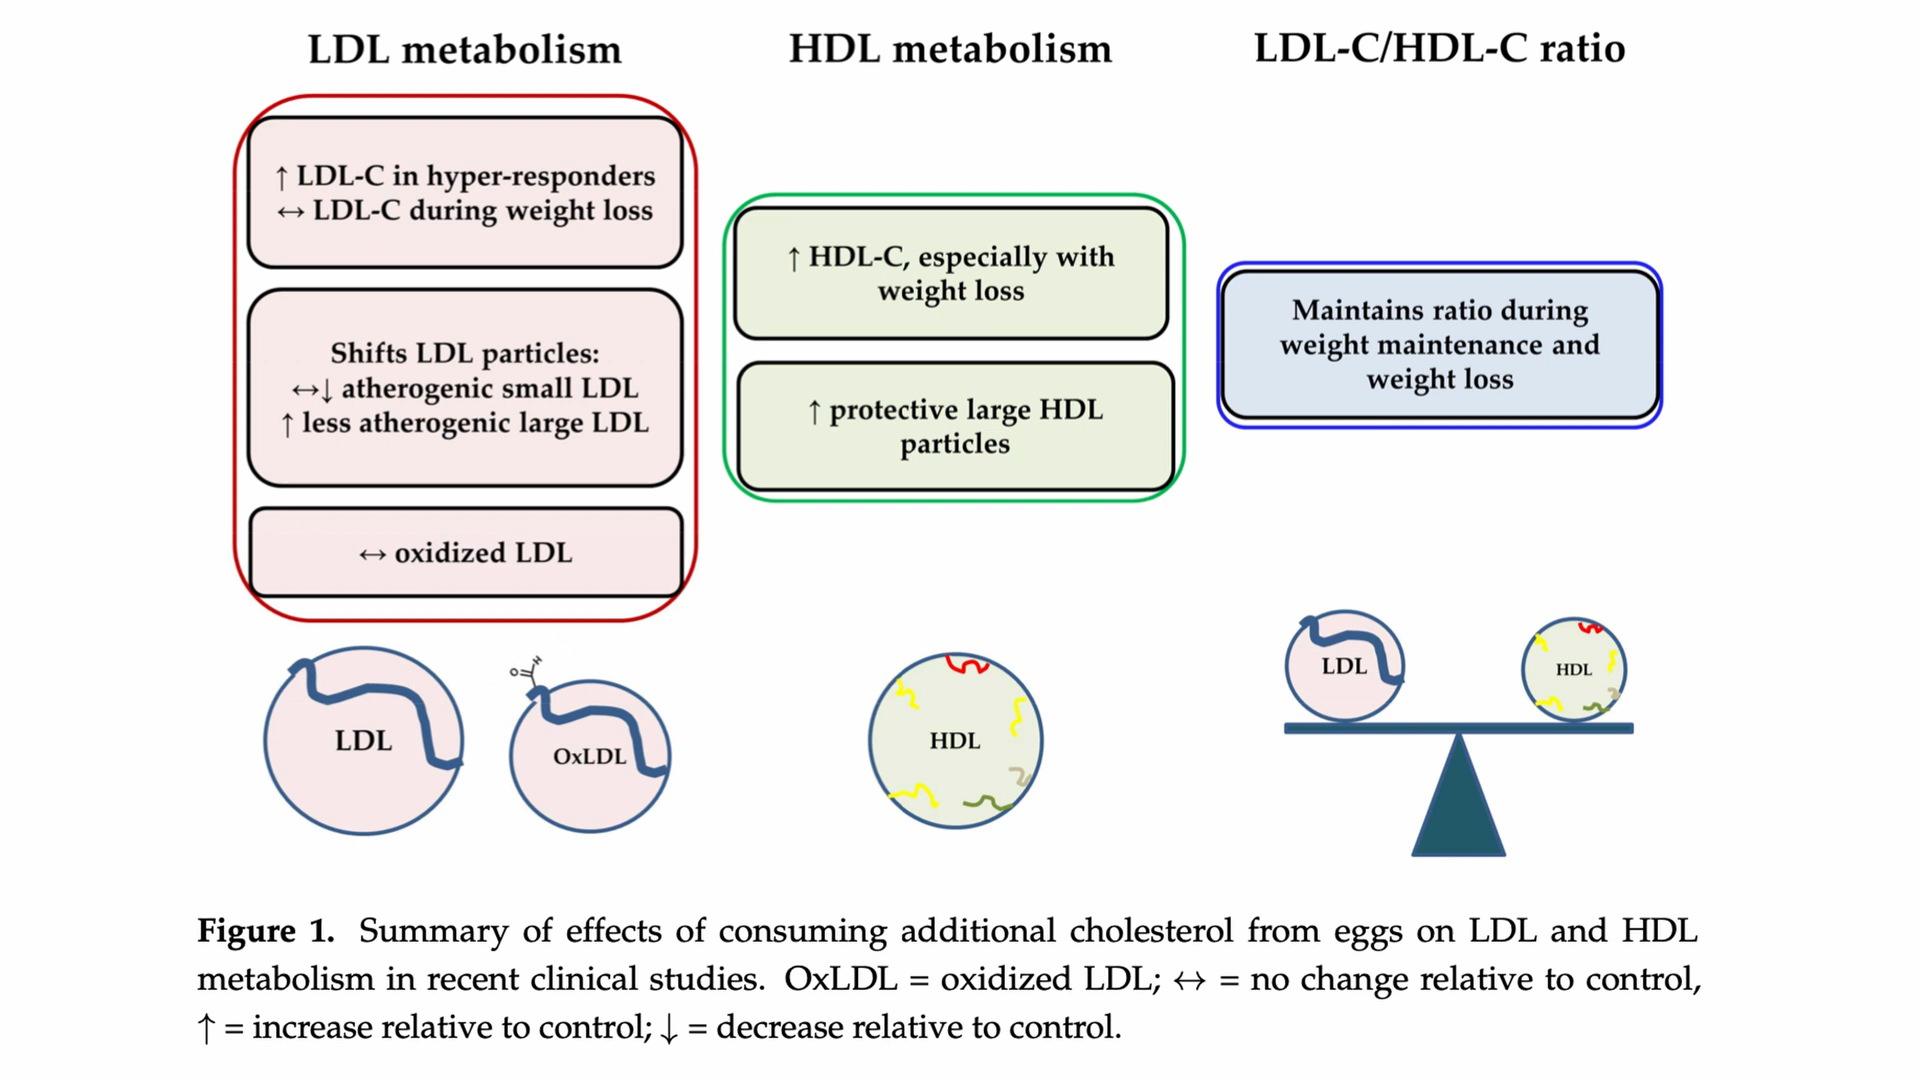 LDL metabolism
↑ LDL-C in hyper-responders
↔ LDL-C during weight loss
Shifts LDL particles:
↔↓ atherogenic small LDL
↑ less atherogenic large LDL
↔ oxidized LDL
LDL
O
H
OxLDL
HDL metabolism
↑ HDL-C, especially with
weight loss
↑ protective large HDL
particles
HDL
LDL-C/HDL-C ratio
Maintains ratio during
weight maintenance and
weight loss
LDL
HDL
Figure 1. Summary of effects of consuming additional cholesterol from eggs on LDL and HDL
metabolism in recent clinical studies. OxLDL = oxidized LDL; ↔ = no change relative to control,
↑ = increase relative to control; ↓ = decrease relative to control.